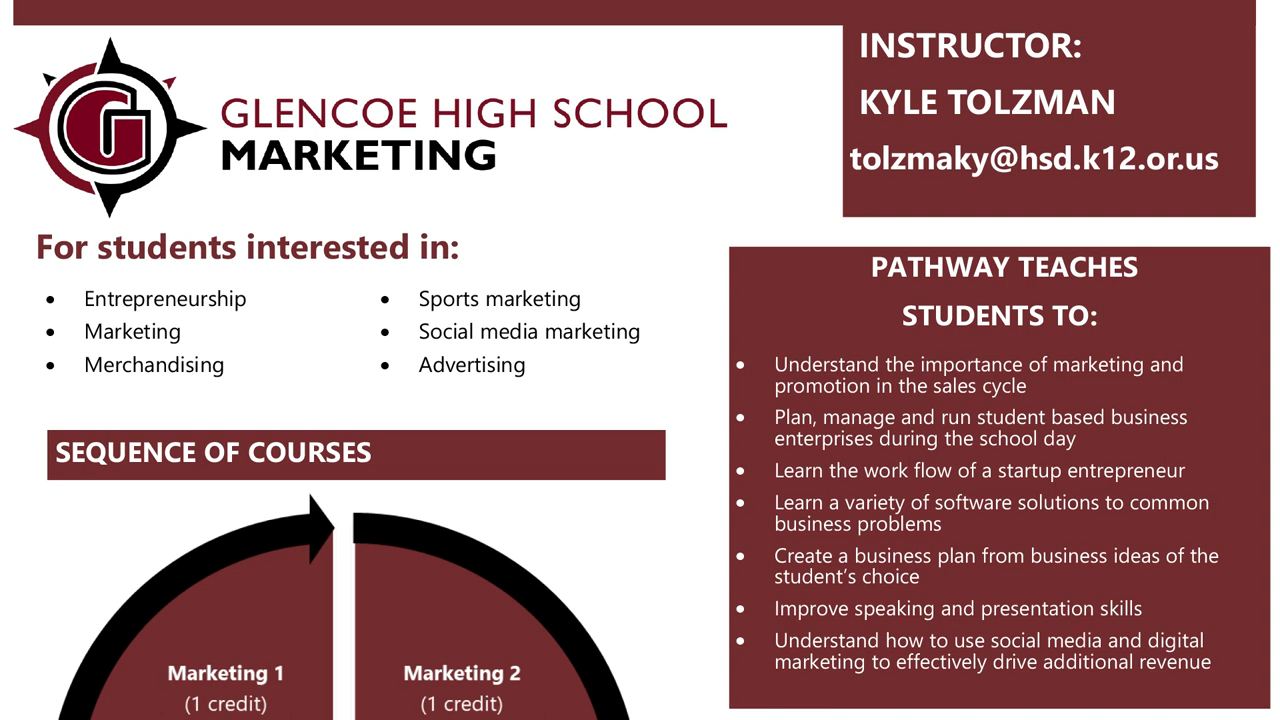 G
GLENCOE HIGH SCHOOL
MARKETING
INSTRUCTOR:
KYLE TOLZMAN
tolzmaky@hsd.k12.or.us
For students interested in:
• Entrepreneurship
• Marketing
• Merchandising
• Sports marketing
• Social media marketing
• Advertising
SEQUENCE OF COURSES
Marketing 1
(1 credit)
Marketing 2
(1 credit)
PATHWAY TEACHES
STUDENTS TO:
• Understand the importance of marketing and
promotion in the sales cycle
• Plan, manage and run student based business
enterprises during the school day
• Learn the work flow of a startup entrepreneur
• Learn a variety of software solutions to common
business problems
• Create a business plan from business ideas of the
student’s choice
• Improve speaking and presentation skills
• Understand how to use social media and digital
marketing to effectively drive additional revenue